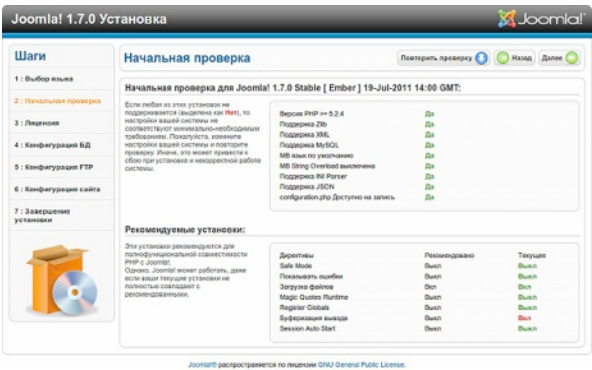 Joomla! 1.7.0 Установка
Joomla!
Шаги
1 : Выбор языка
2 : Начальная проверка
3 : Лицензия
4 : Конфигурация БД
5 : Конфигурация FTP
6 : Конфигурация сайта
7 : Завершение
установки
Начальная проверка
Повторить проверку
Назад
Далее
Начальная проверка для Joomla! 1.7.0 Stable [ Ember ] 19-Jul-2011 14:00 GMT:
Если любая из этих установок не
поддерживается (выделена как Нет), то
настройки вашей системы не
соответствуют минимально-необходимым
требованиям. Пожалуйста, измените
настройки вашей системы и повторите
проверку. Иначе, это может привести к
сбою при установке и некорректной работе
системы.
Версия PHP >= 5.2.4 Да
Поддержка Zlib Да
Поддержка XML Да
Поддержка MySQL Да
MB язык по умолчанию Да
MB String Overload выключена Да
Поддержка INI Parser Да
Поддержка JSON Да
configuration.php Доступно на запись Да
Рекомендуемые установки:
Эти установки рекомендуются для
полнофункциональной совместимости
PHP с Joomla!.
Однако, Joomla! может работать, даже
если ваши текущие установки не
полностью совпадают с
рекомендованными.
Директивы Рекомендовано Текущее
Safe Mode Выкл Выкл
Показывать ошибки Выкл Выкл
Загрузка файлов Вкл Вкл
Magic Quotes Runtime Выкл Выкл
Register Globals Выкл Выкл
Буферизация вывода Выкл Вкл
Session Auto Start Выкл Выкл
Joomla!® распространяется по лицензии GNU General Public License.